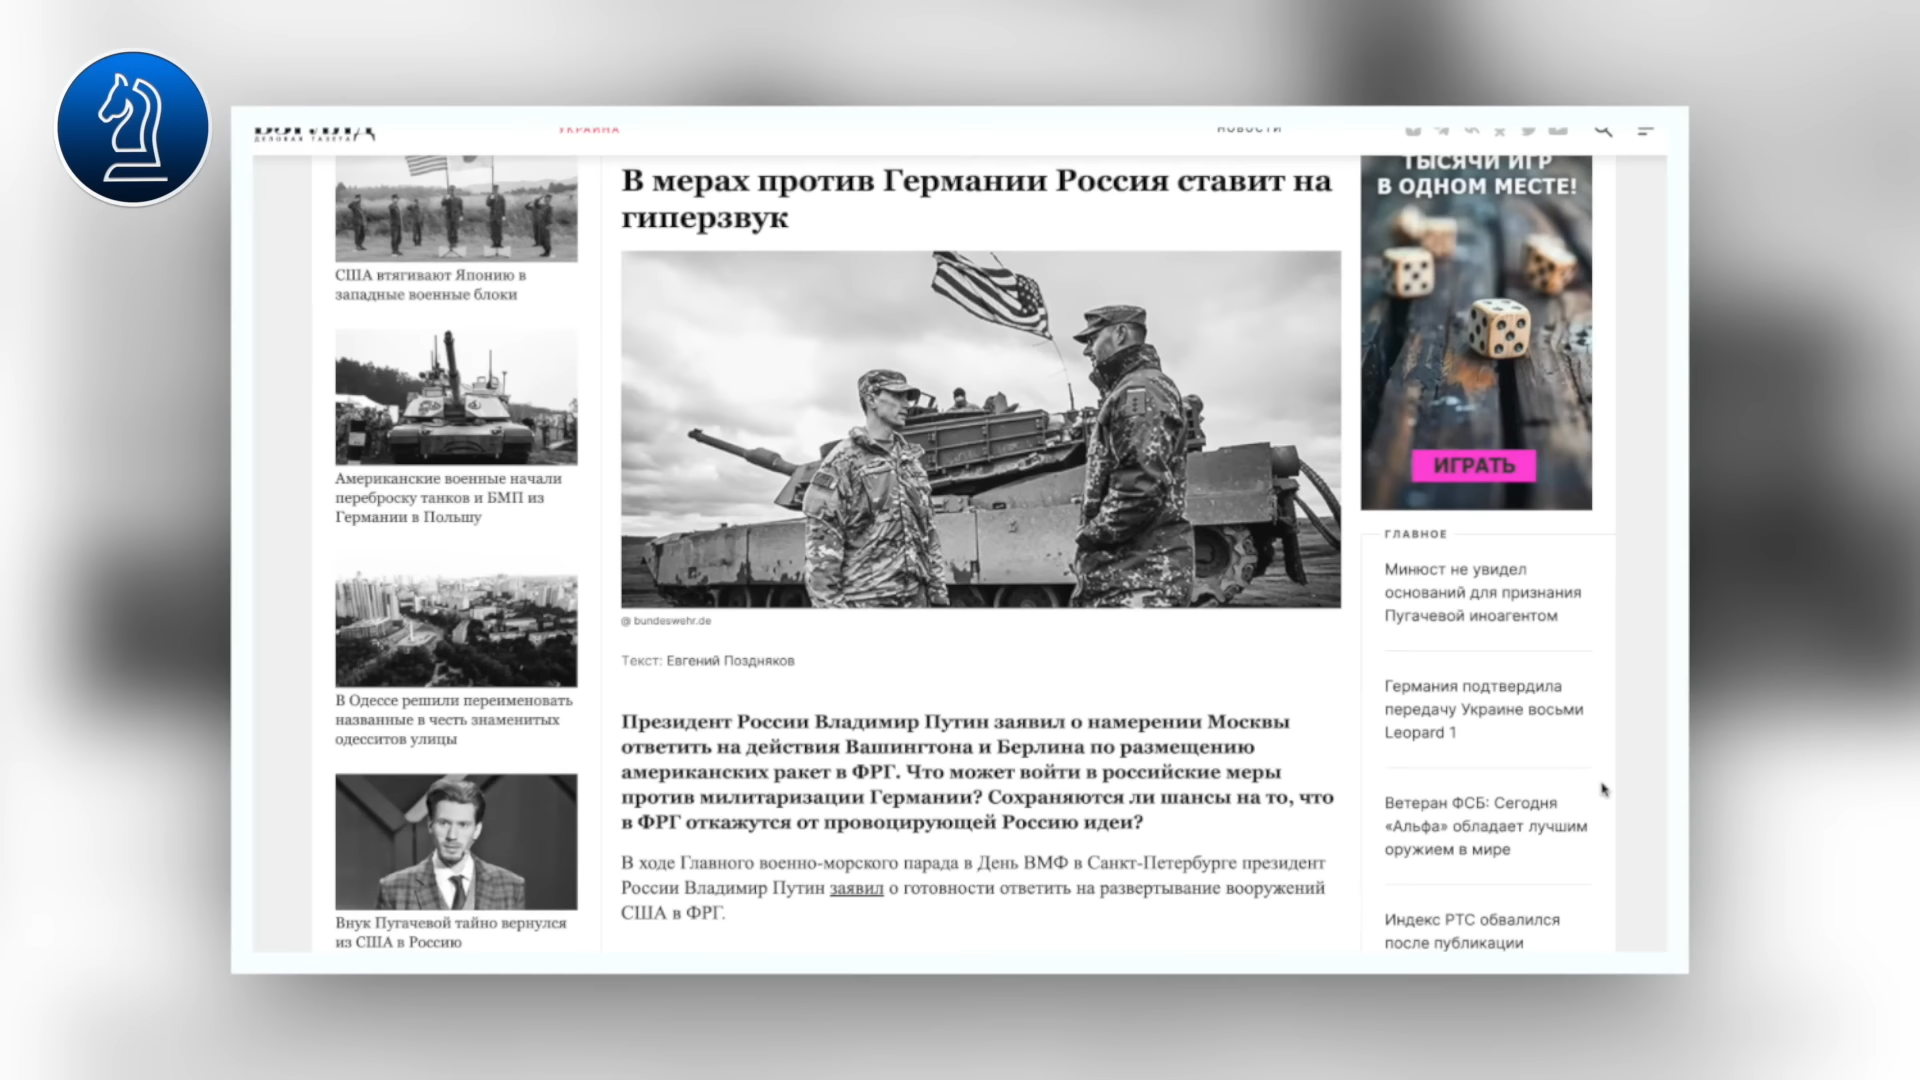 ДЕЛОВАЯ ГАЗЕТА
УКРАИНА
НОВОСТИ
США втягивают Японию в
западные военные блоки
Американские военные начали
переброску танков и БМП из
Германии в Польшу
В Одессе решили переименовать
названные в честь знаменитых
одесситов улицы
Внук Пугачевой тайно вернулся
из США в Россию
В мерах против Германии Россия ставит на
гиперзвук
@ bundeswehr.de
Текст: Евгений Поздняков
Президент России Владимир Путин заявил о намерении Москвы
ответить на действия Вашингтона и Берлина по размещению
американских ракет в ФРГ. Что может войти в российские меры
против милитаризации Германии? Сохраняются ли шансы на то, что
в ФРГ откажутся от провоцирующей Россию идеи?
В ходе Главного военно-морского парада в День ВМФ в Санкт-Петербурге президент
России Владимир Путин заявил о готовности ответить на развертывание вооружений
США в ФРГ.
ТЫСЯЧИ ИГР
В ОДНОМ МЕСТЕ!
ИГРАТЬ
ГЛАВНОЕ
Минюст не увидел
оснований для признания
Пугачевой иноагентом
Германия подтвердила
передачу Украине восьми
Leopard 1
Ветеран ФСБ: Сегодня
«Альфа» обладает лучшим
оружием в мире
Индекс РТС обвалился
после публикации